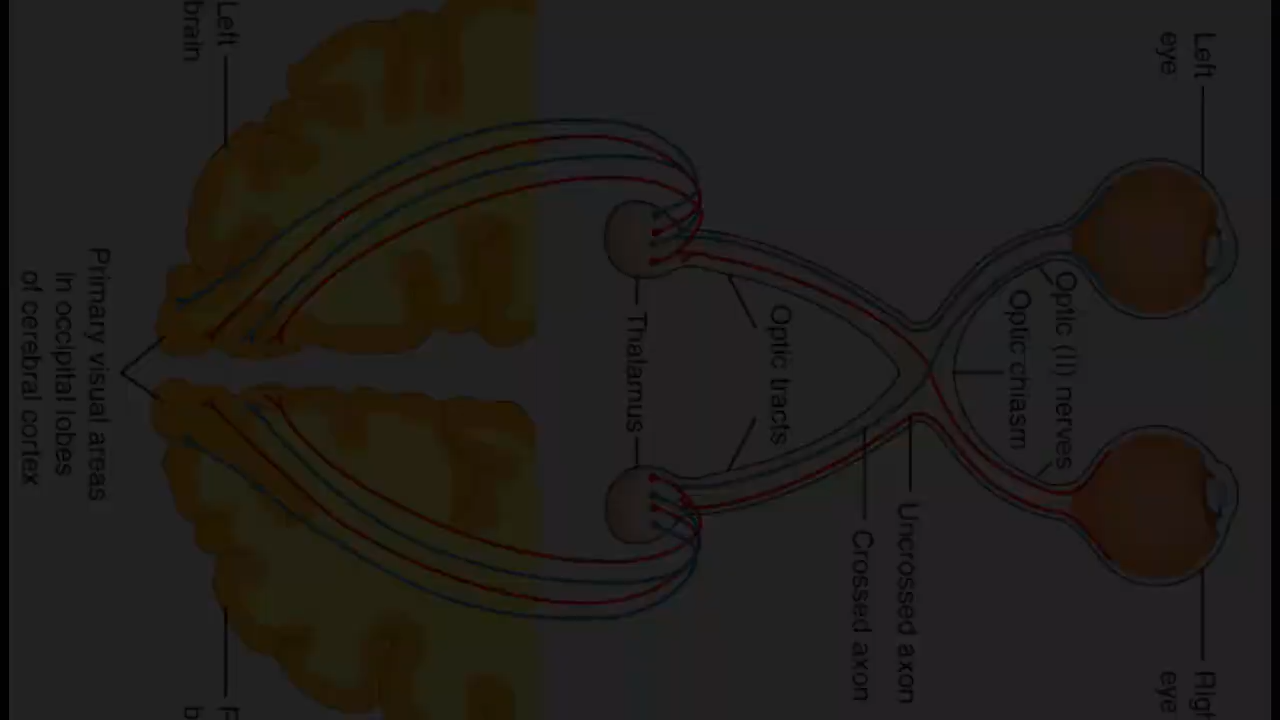 Left
eye
Optic (II) nerves
Optic chiasm
Uncrossed axon
Crossed axon
Optic tracts
Thalamus
Left
brain
Primary visual areas
in occipital lobes
of cerebral cortex
eye